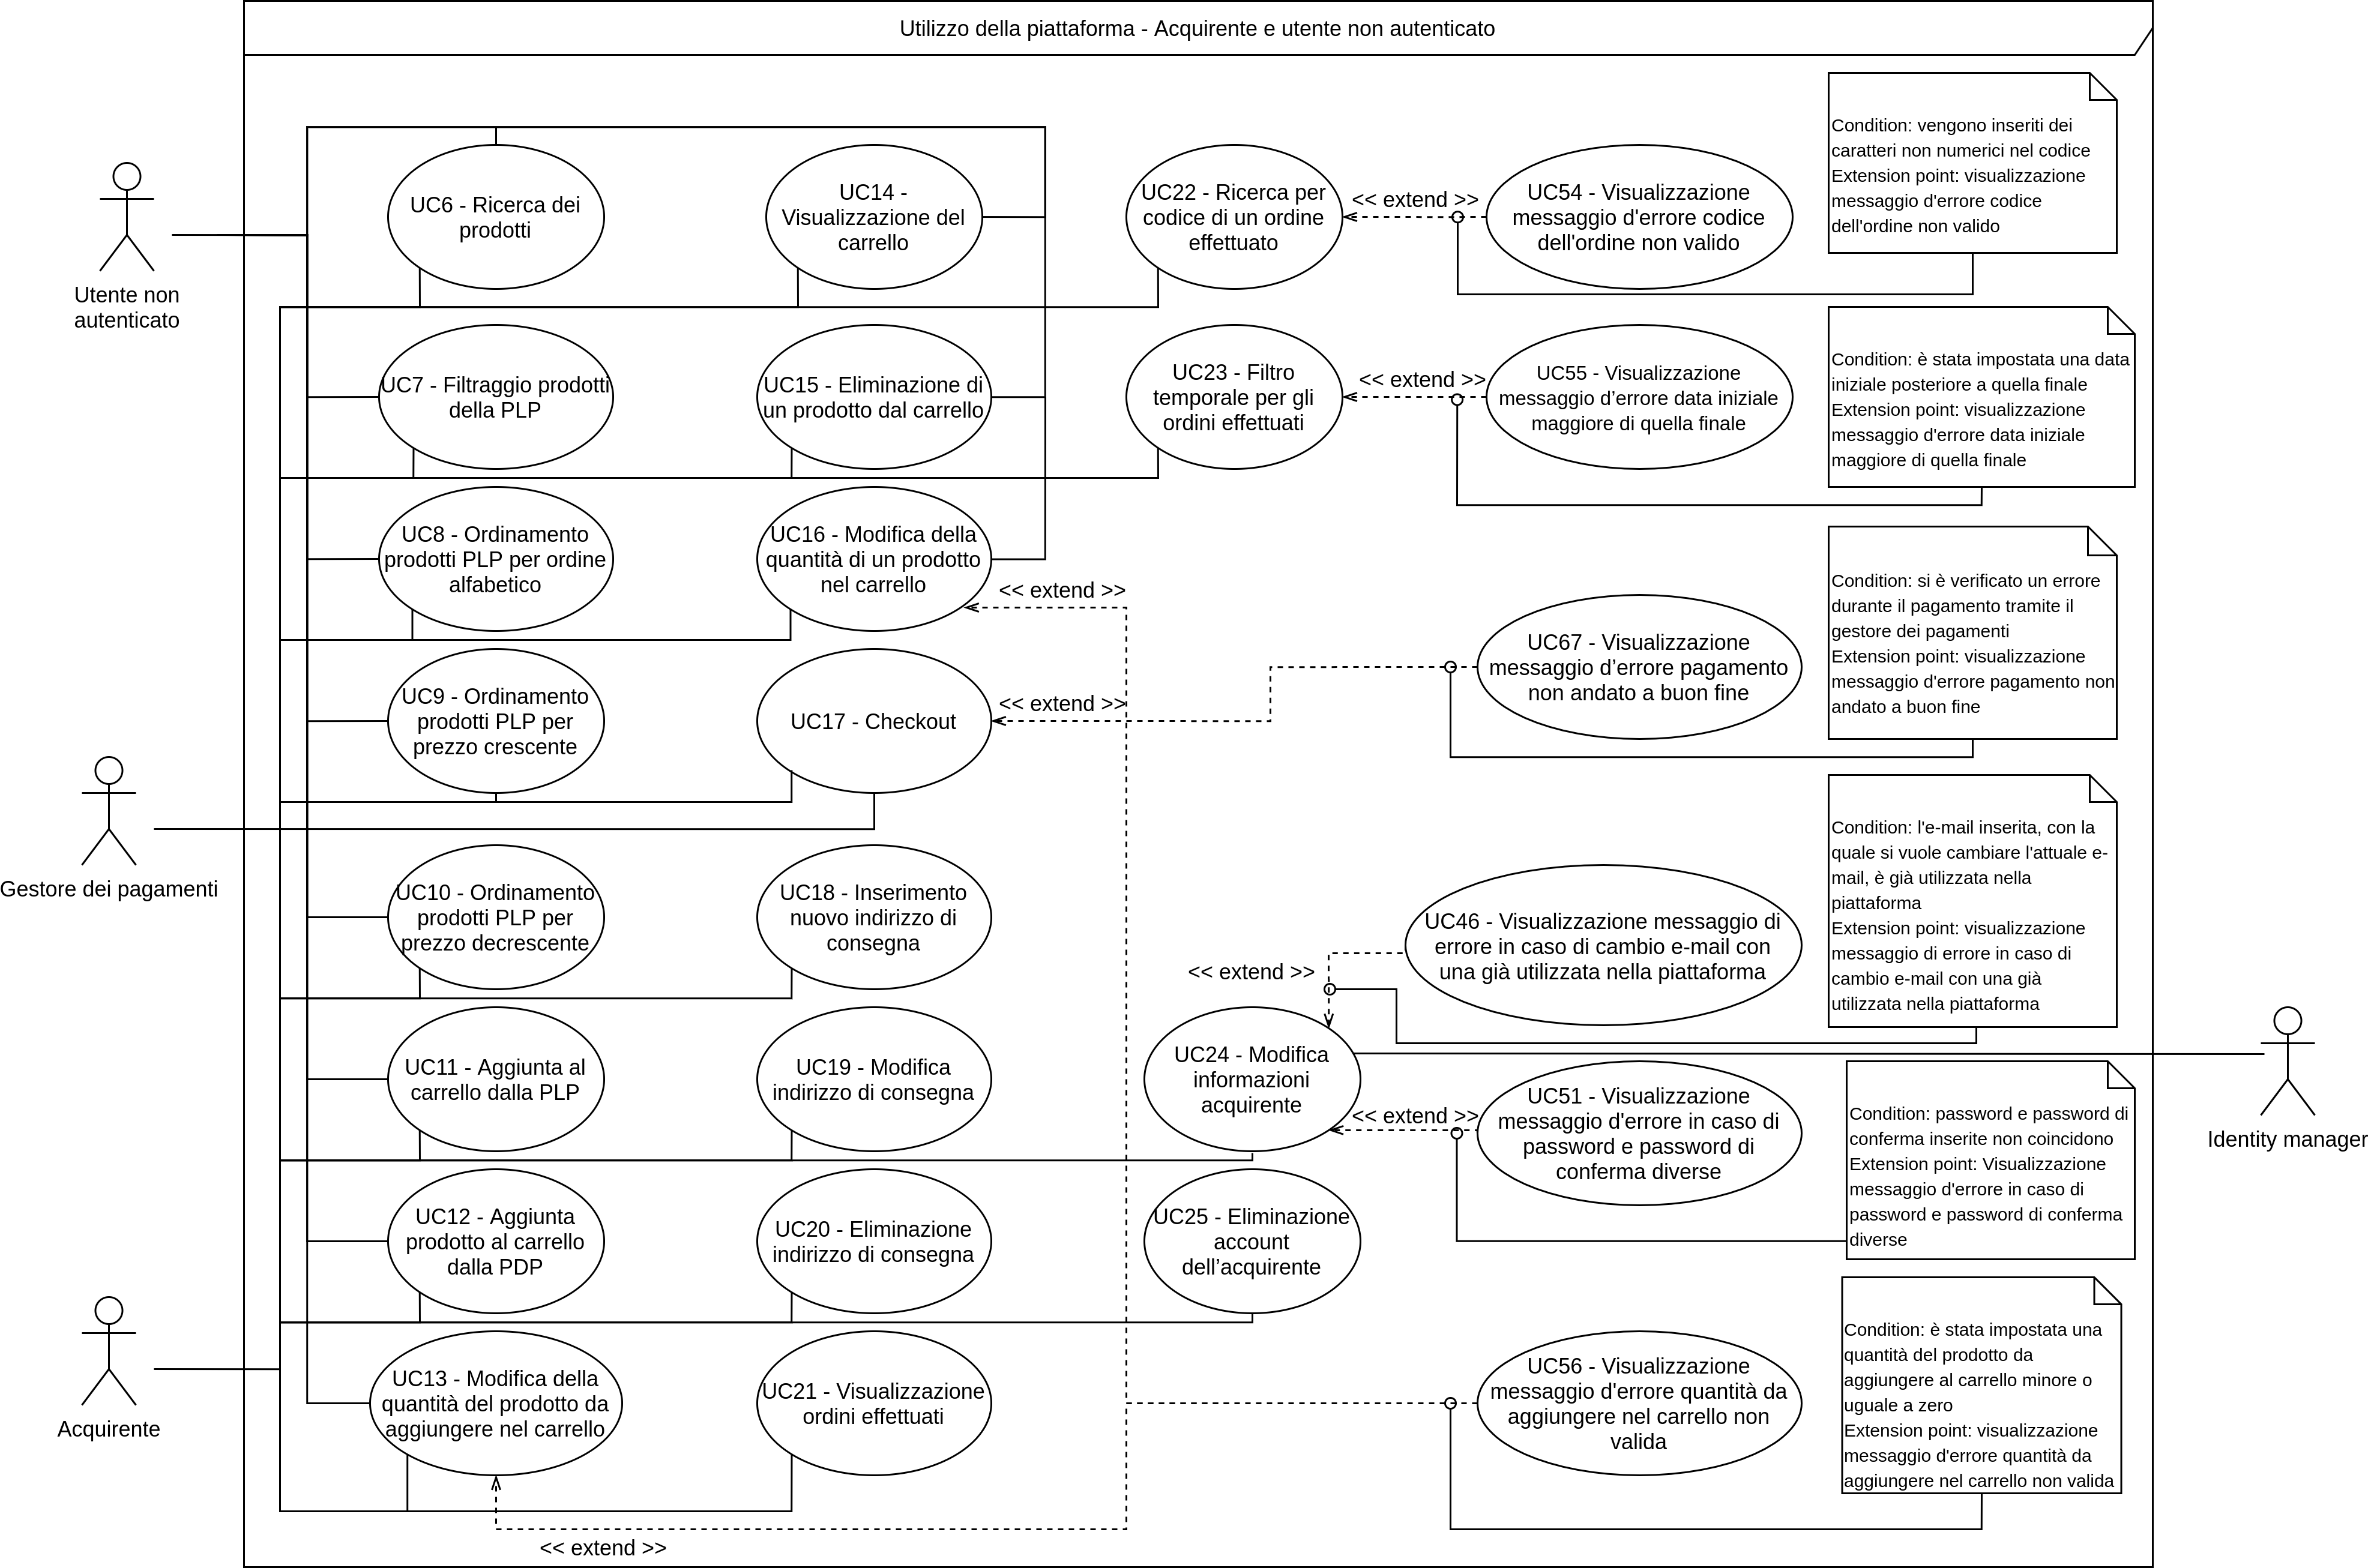 Utilizzo della piattaforma - Acquirente e utente non autenticato
Utente non
autenticato
Gestore dei pagamenti
Acquirente
UC6 - Ricerca dei
prodotti
UC7 - Filtraggio prodotti
della PLP
UC8 - Ordinamento
prodotti PLP per ordine
alfabetico
UC9 - Ordinamento
prodotti PLP per
prezzo crescente
UC10 - Ordinamento
prodotti PLP per
prezzo decrescente
UC11 - Aggiunta al
carrello dalla PLP
UC12 - Aggiunta
prodotto al carrello
dalla PDP
UC13 - Modifica della
quantità del prodotto da
aggiungere nel carrello
<< extend >>
UC14 -
Visualizzazione del
carrello
UC15 - Eliminazione di
un prodotto dal carrello
UC16 - Modifica della
quantità di un prodotto
nel carrello
<< extend >>
UC17 - Checkout
<< extend >>
UC18 - Inserimento
nuovo indirizzo di
consegna
UC19 - Modifica
indirizzo di consegna
UC20 - Eliminazione
indirizzo di consegna
UC21 - Visualizzazione
ordini effettuati
UC22 - Ricerca per
codice di un ordine
effettuato
<< extend >>
UC23 - Filtro
temporale per gli
ordini effettuati
<< extend >>
<< extend >>
UC24 - Modifica
informazioni
acquirente
<< extend >>
UC25 - Eliminazione
account
dell’acquirente
UC54 - Visualizzazione
messaggio d'errore codice
dell'ordine non valido
UC55 - Visualizzazione
messaggio d’errore data iniziale
maggiore di quella finale
UC67 - Visualizzazione
messaggio d’errore pagamento
non andato a buon fine
UC46 - Visualizzazione messaggio di
errore in caso di cambio e-mail con
una già utilizzata nella piattaforma
UC51 - Visualizzazione
messaggio d'errore in caso di
password e password di
conferma diverse
UC56 - Visualizzazione
messaggio d'errore quantità da
aggiungere nel carrello non
valida
Condition: vengono inseriti dei
caratteri non numerici nel codice
Extension point: visualizzazione
messaggio d'errore codice
dell'ordine non valido
Condition: è stata impostata una data
iniziale posteriore a quella finale
Extension point: visualizzazione
messaggio d'errore data iniziale
maggiore di quella finale
Condition: si è verificato un errore
durante il pagamento tramite il
gestore dei pagamenti
Extension point: visualizzazione
messaggio d'errore pagamento non
andato a buon fine
Condition: l'e-mail inserita, con la
quale si vuole cambiare l'attuale e-
mail, è già utilizzata nella
piattaforma
Extension point: visualizzazione
messaggio di errore in caso di
cambio e-mail con una già
utilizzata nella piattaforma
Condition: password e password di
conferma inserite non coincidono
Extension point: Visualizzazione
messaggio d'errore in caso di
password e password di conferma
diverse
Condition: è stata impostata una
quantità del prodotto da
aggiungere al carrello minore o
uguale a zero
Extension point: visualizzazione
messaggio d'errore quantità da
aggiungere nel carrello non valida
Identity manager